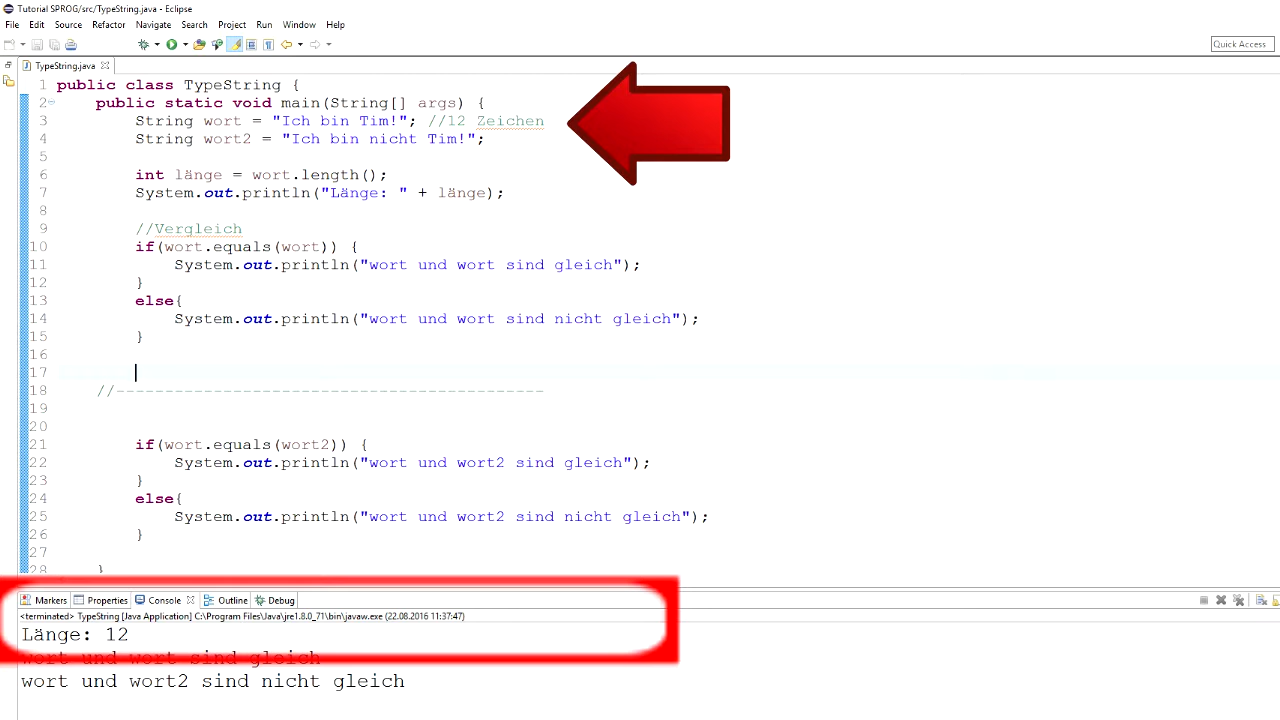 Tutorial SPROG/src/TypeString.java - Eclipse
File Edit Source Refactor Navigate Search Project Run Window Help
Quick Access
TypeString.java
1 public class TypeString {
2 public static void main(String[] args) {
3 String wort = "Ich bin Tim!"; //12 Zeichen
4 String wort2 = "Ich bin nicht Tim!";
5
6 int länge = wort.length();
7 System.out.println("Länge: " + länge);
8
9 //Vergleich
10 if(wort.equals(wort)) {
11 System.out.println("wort und wort sind gleich");
12 }
13 else{
14 System.out.println("wort und wort sind nicht gleich");
15 }
16
17
18 //--------------------------------------------
19
20
21 if(wort.equals(wort2)) {
22 System.out.println("wort und wort2 sind gleich");
23 }
24 else{
25 System.out.println("wort und wort2 sind nicht gleich");
26 }
27
28 }
Markers Properties Console Outline Debug
<terminated> TypeString [Java Application] C:\Program Files\Java\jre1.8.0_71\bin\javaw.exe (22.08.2016 11:37:47)
Länge: 12
wort und wort sind gleich
wort und wort2 sind nicht gleich